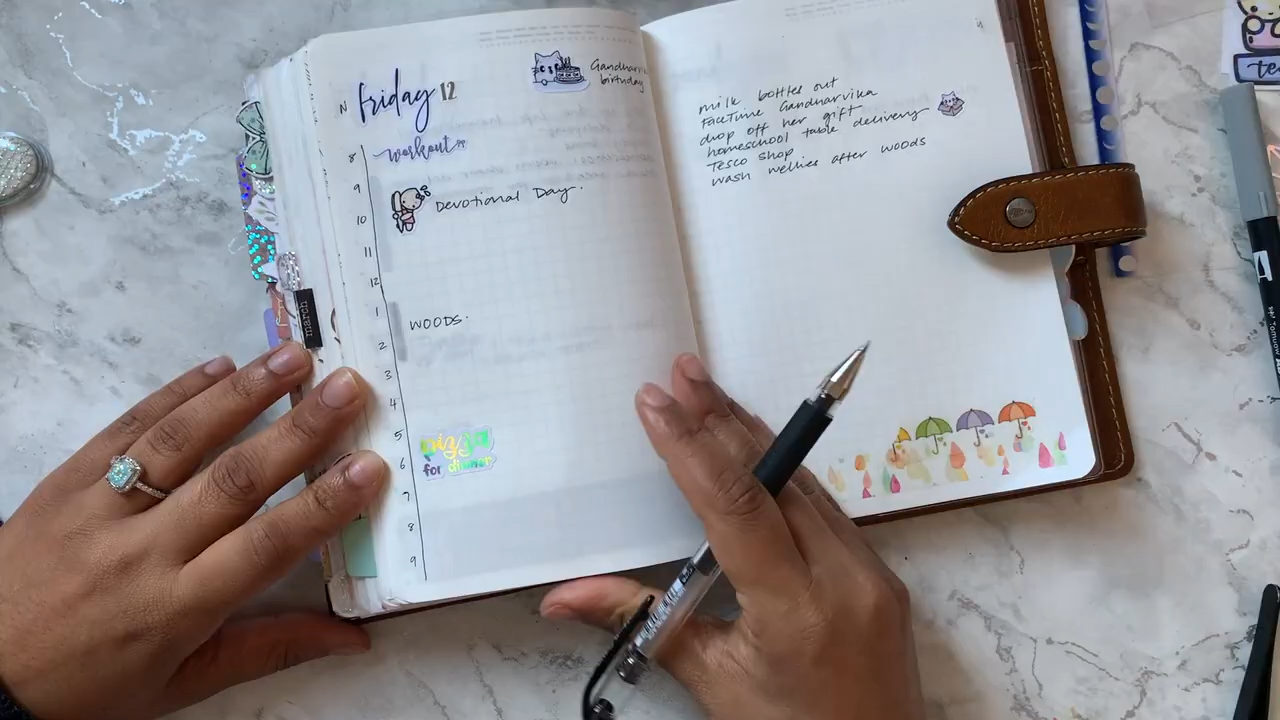 N
Friday 12
Gandharvika
birthday
8
workout
9
Devotional Day.
10
11
12
1
WOODS.
2
3
4
5
pizza
for dinner
6
7
8
9
march
milk bottles out
FaceTime Gandharvika
drop off her gift
homeschool table delivery
Tesco shop
wash wellies after woods